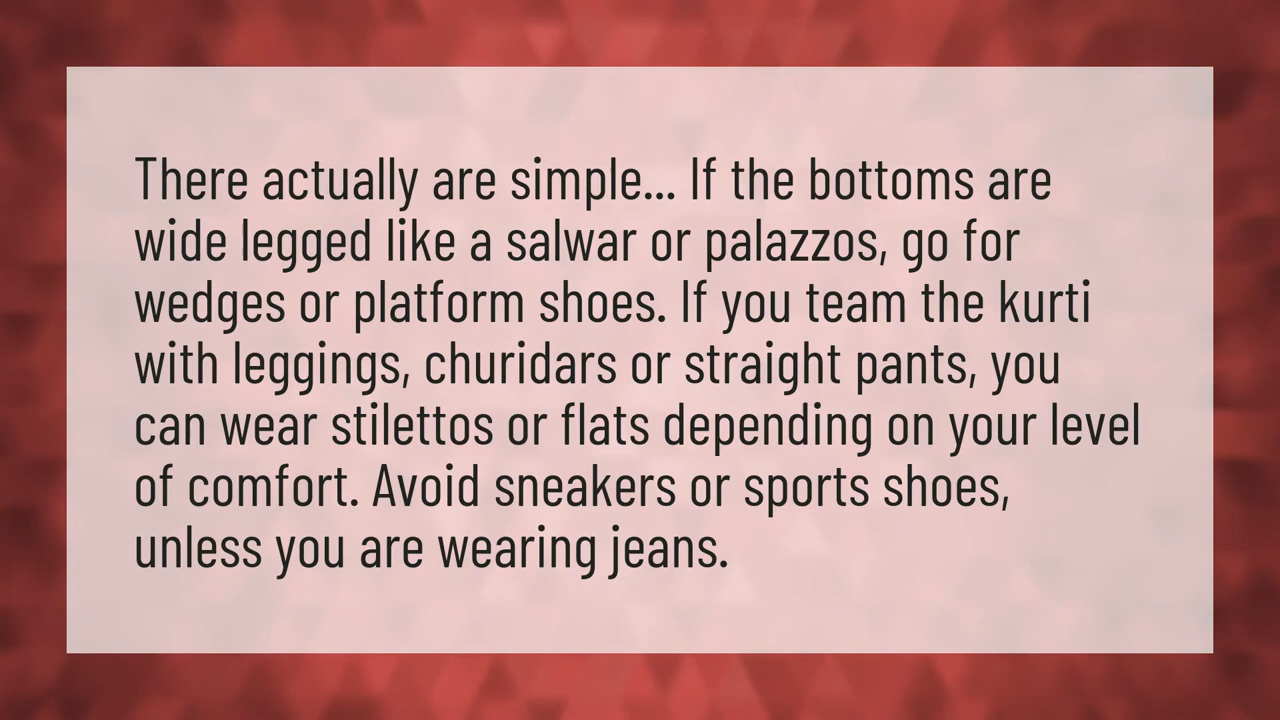 There actually are simple... If the bottoms are
wide legged like a salwar or palazzos, go for
wedges or platform shoes. If you team the kurti
with leggings, churidars or straight pants, you
can wear stilettos or flats depending on your level
of comfort. Avoid sneakers or sports shoes,
unless you are wearing jeans.